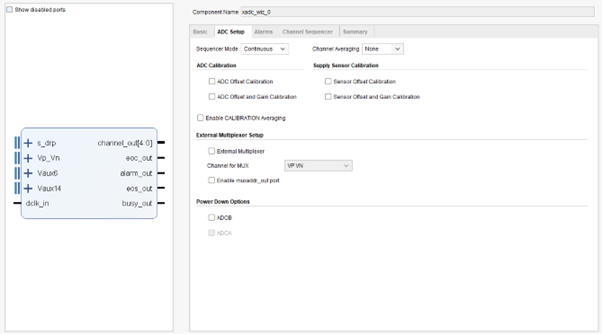 Show disabled ports
s_drp
Vp_Vn
Vaux6
Vaux14
dclk_in
channel_out[4:0]
eoc_out
alarm_out
eos_out
busy_out
Component Name xadc_wiz_0
Basic ADC Setup Alarms Channel Sequencer Summary
Sequencer Mode Continuous Channel Averaging None
ADC Calibration Supply Sensor Calibration
ADC Offset Calibration Sensor Offset Calibration
ADC Offset and Gain Calibration Sensor Offset and Gain Calibration
Enable CALIBRATION Averaging
External Multiplexer Setup
External Multiplexer
Channel for MUX VP VN
Enable muxaddr_out port
Power Down Options
ADCB
ADCA